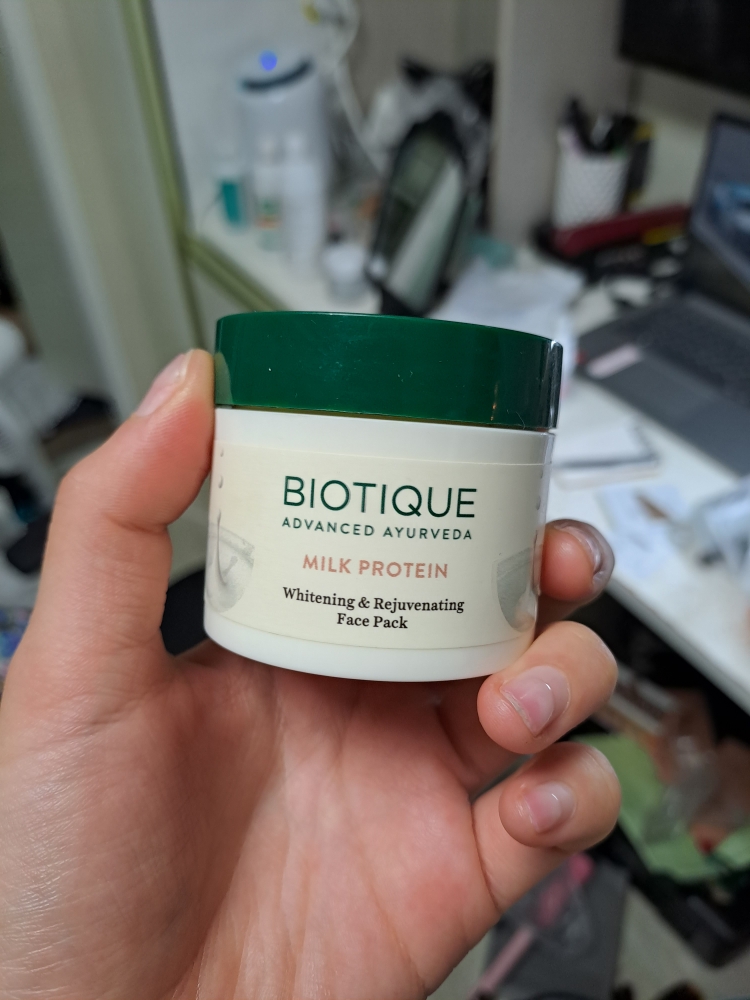 BIOTIQUE
ADVANCED AYURVEDA
MILK PROTEIN
Whitening & Rejuvenating
Face Pack